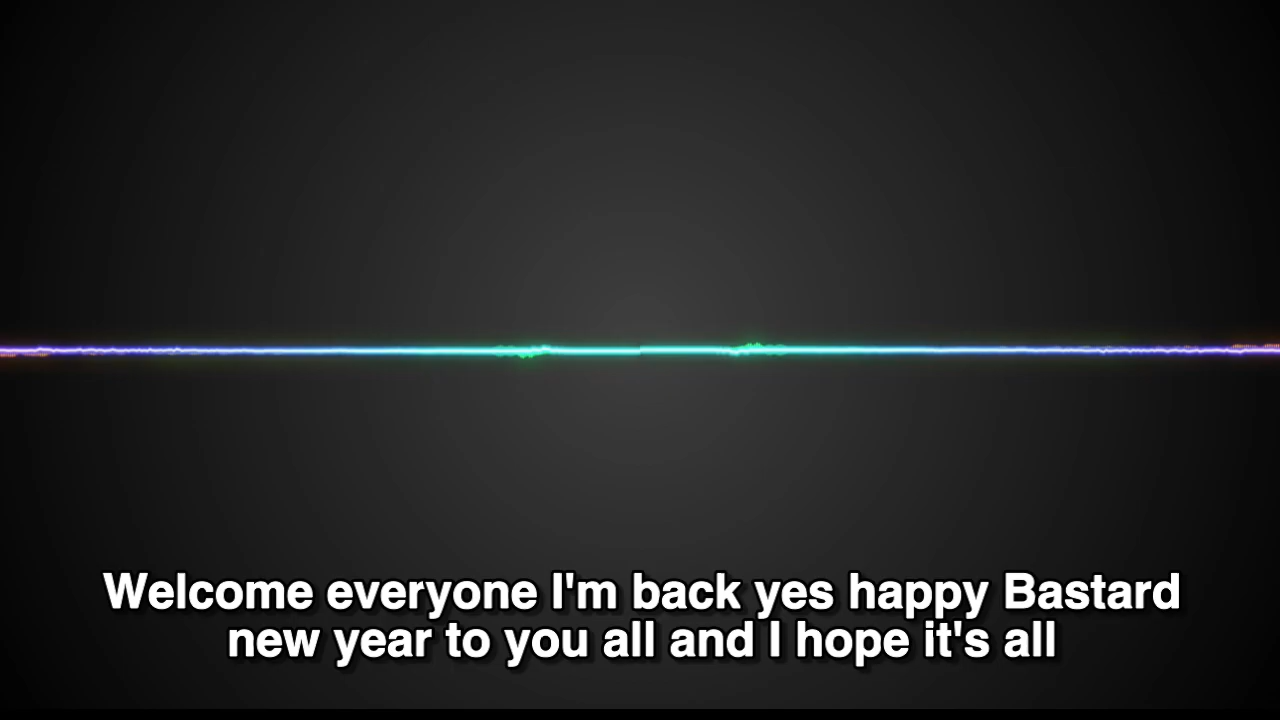 Welcome everyone I'm back yes happy Bastard
new year to you all and I hope it's all